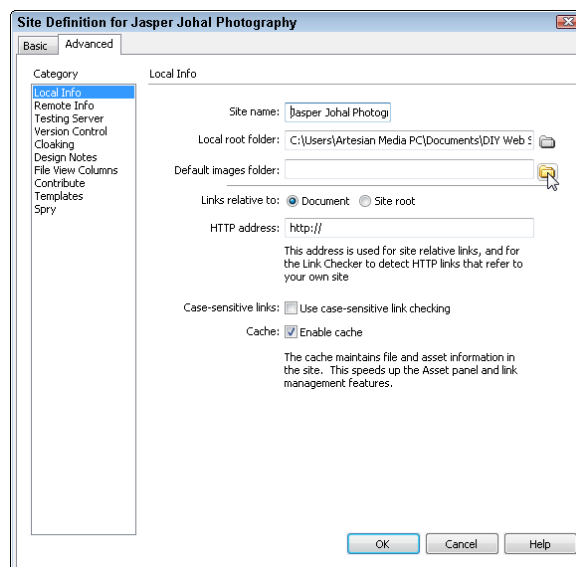 Site Definition for Jasper Johal Photography
Basic
Advanced
Category
Local Info
Remote Info
Testing Server
Version Control
Cloaking
Design Notes
File View Columns
Contribute
Templates
Spry
Local Info
Site name: Jasper Johal Photog
Local root folder: C:\Users\Artesian Media PC\Documents\DIY Web S
Default images folder:
Links relative to: Document Site root
HTTP address: http://
This address is used for site relative links, and for
the Link Checker to detect HTTP links that refer to
your own site
Case-sensitive links: Use case-sensitive link checking
Cache: Enable cache
The cache maintains file and asset information in
the site. This speeds up the Asset panel and link
management features.
OK
Cancel
Help